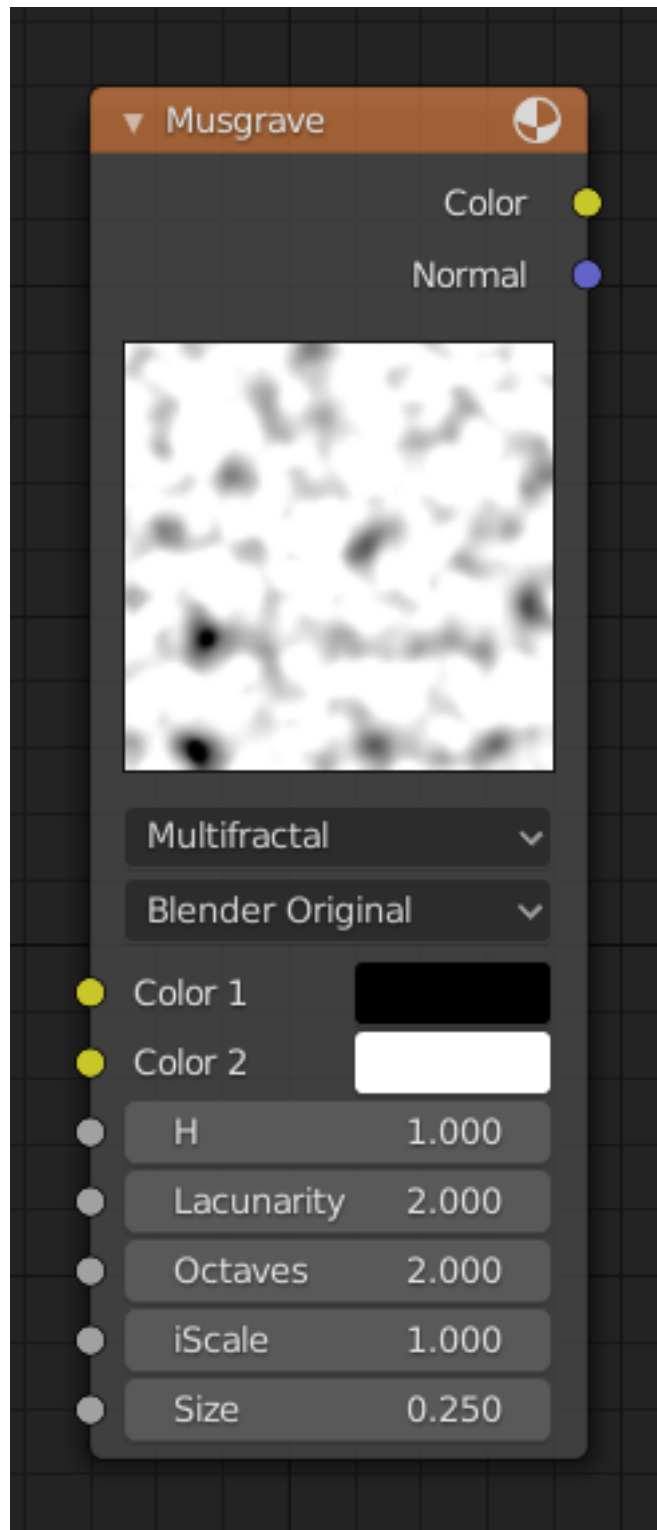 Musgrave
Color
Normal
Multifractal
Blender Original
Color 1
Color 2
H 1.000
Lacunarity 2.000
Octaves 2.000
iScale 1.000
Size 0.250